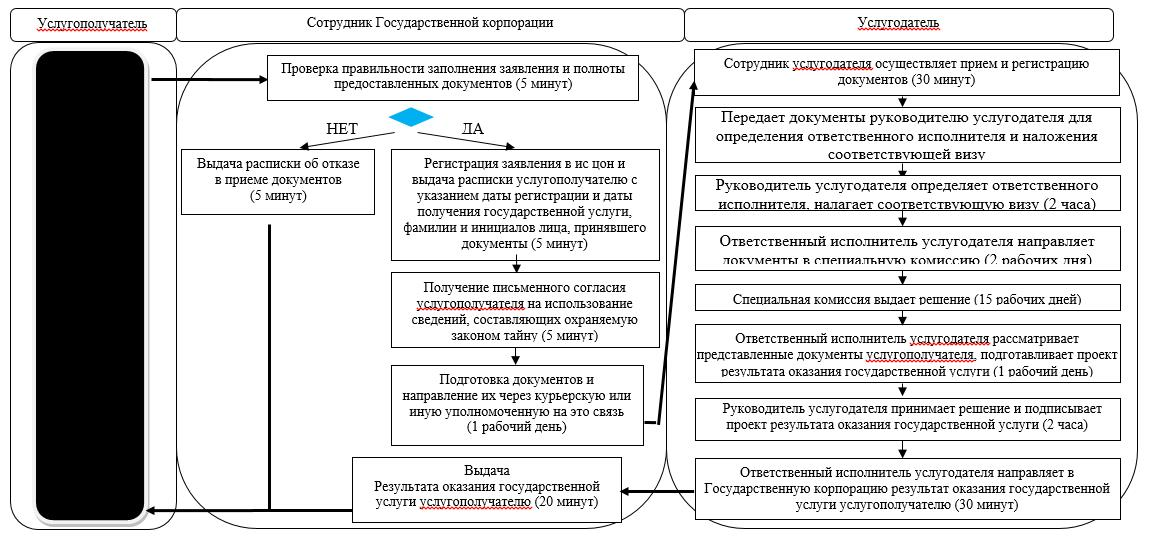 Услугополучатель
Сотрудник Государственной корпорации
Услугодатель
Проверка правильности заполнения заявления и полноты
предоставленных документов (5 минут)
НЕТ
ДА
Выдача расписки об отказе
в приеме документов
(5 минут)
Регистрация заявления в ис цон и
выдача расписки услугополучателю с
указанием даты регистрации и даты
получения государственной услуги,
фамилии и инициалов лица, принявшего
документы (5 минут)
Получение письменного согласия
услугополучателя на использование
сведений, составляющих охраняемую
законом тайну (5 минут)
Подготовка документов и
направление их через курьерскую или
иную уполномоченную на это связь
(1 рабочий день)
Выдача
Результата оказания государственной
услуги услугополучателю (20 минут)
Сотрудник услугодателя осуществляет прием и регистрацию
документов (30 минут)
Передает документы руководителю услугодателя для
определения ответственного исполнителя и наложения
соответствующей визу
Руководитель услугодателя определяет ответственного
исполнителя, налагает соответствующую визу (2 часа)
Ответственный исполнитель услугодателя направляет
документы в специальную комиссию (2 рабочих дня)
Специальная комиссия выдает решение (15 рабочих дней)
Ответственный исполнитель услугодателя рассматривает
представленные документы услугополучателя, подготавливает проект
результата оказания государственной услуги (1 рабочий день)
Руководитель услугодателя принимает решение и подписывает
проект результата оказания государственной услуги (2 часа)
Ответственный исполнитель услугодателя направляет в
Государственную корпорацию результат оказания государственной
услуги услугополучателю (30 минут)